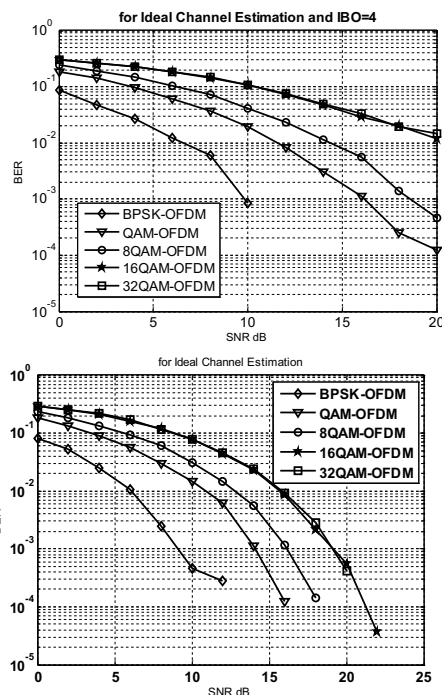 for Ideal Channel Estimation and IBO=4
10^0
10^-1
10^-2
10^-3
10^-4
10^-5
BER
BPSK-OFDM
QAM-OFDM
8QAM-OFDM
16QAM-OFDM
32QAM-OFDM
0 5 10 15 20
SNR dB
for Ideal Channel Estimation
10^0
10^-1
10^-2
10^-3
10^-4
10^-5
BPSK-OFDM
QAM-OFDM
8QAM-OFDM
16QAM-OFDM
32QAM-OFDM
0 5 10 15 20 25
SNR dB